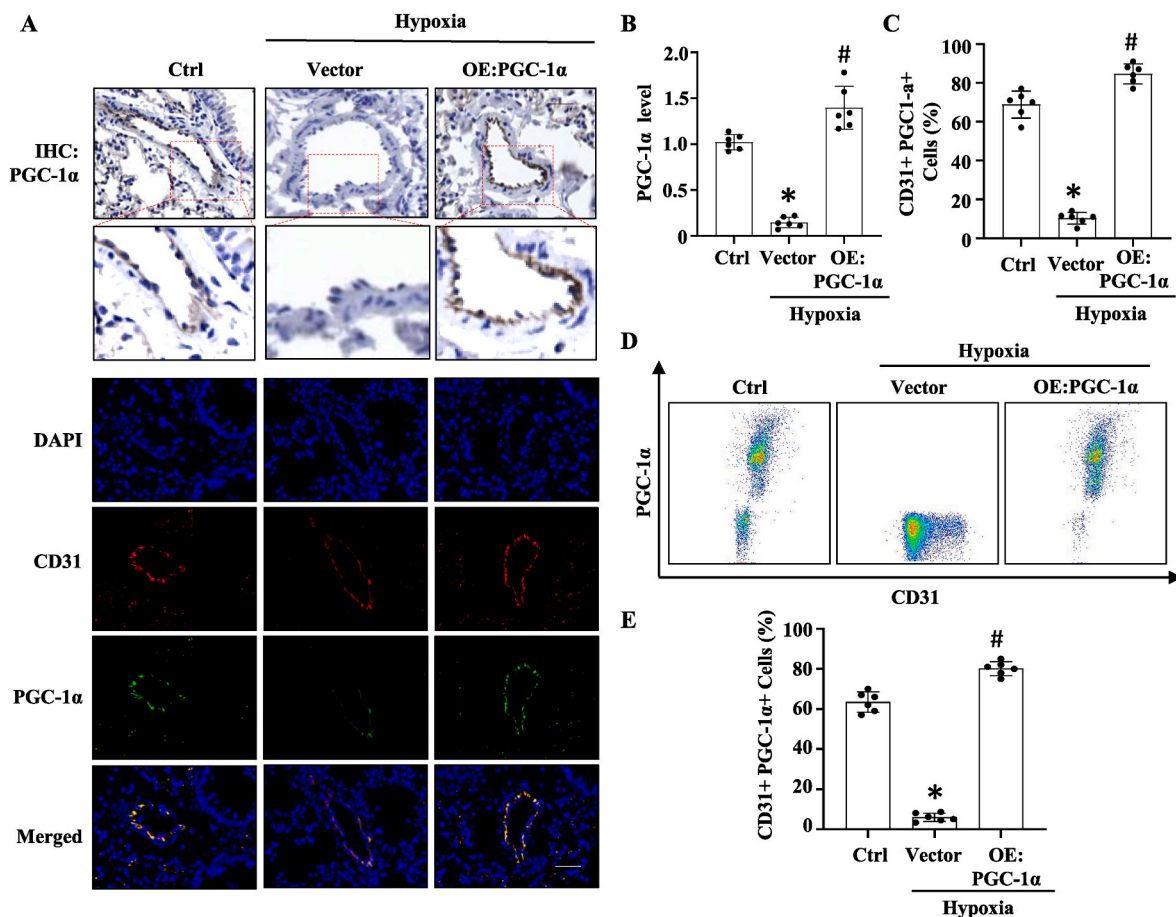 A
Hypoxia
Ctrl
Vector
OE:PGC-1α
IHC:
PGC-1α
DAPI
CD31
PGC-1α
Merged
B
PGC-1α level
2.0
1.5
1.0
0.5
0
*
#
Ctrl
Vector
OE:
PGC-1α
Hypoxia
C
CD31+ PGC1-a+
Cells (%)
100
80
60
40
20
0
*
#
Ctrl
Vector
OE:
PGC-1α
Hypoxia
D
Hypoxia
Ctrl
Vector
OE:PGC-1α
PGC-1α
CD31
E
CD31+ PGC-1α+ Cells (%)
100
80
60
40
20
0
*
#
Ctrl
Vector
OE:
PGC-1α
Hypoxia